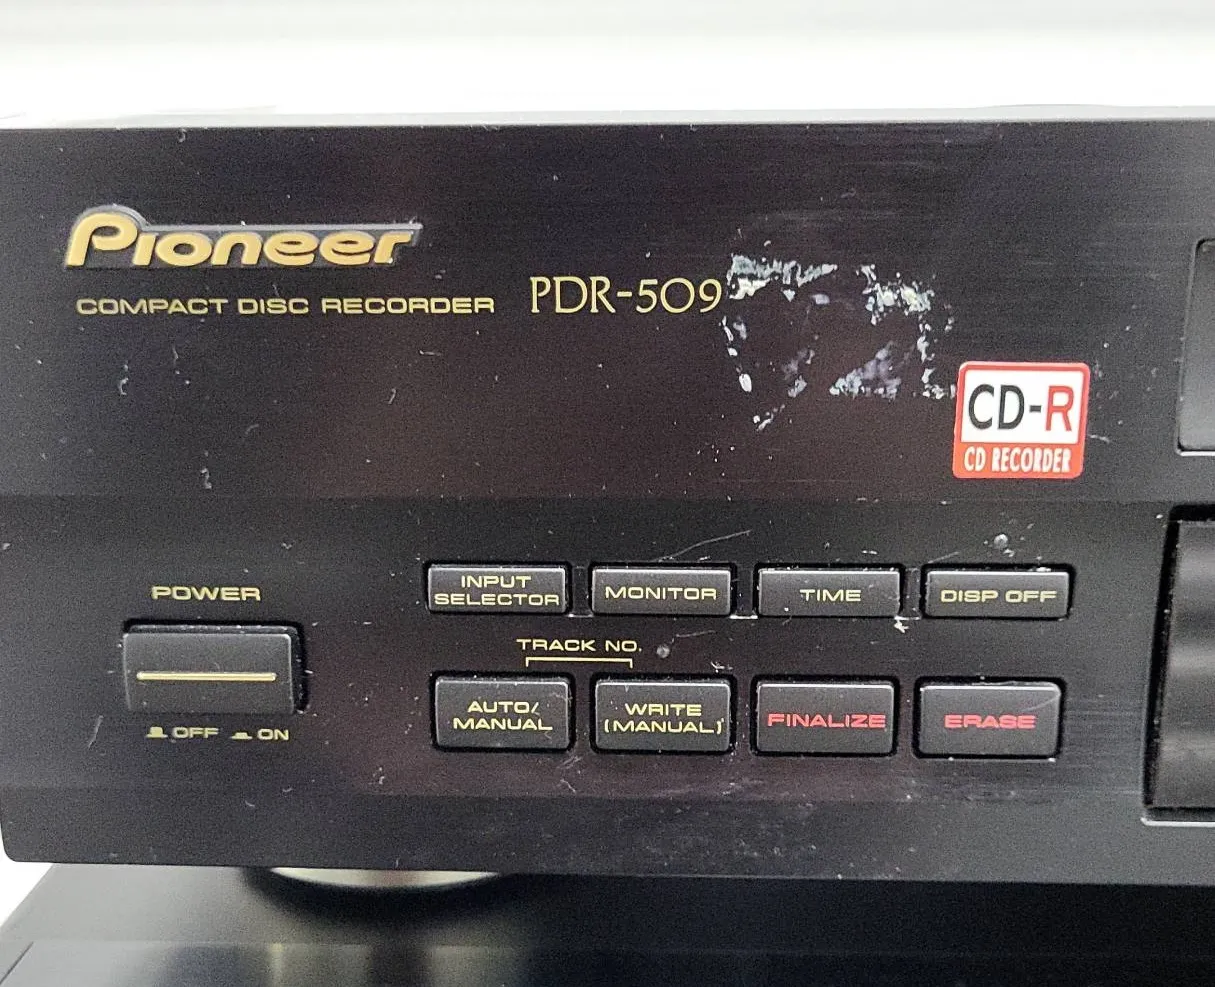 Pioneer
COMPACT DISC RECORDER PDR-509
CD-R
CD RECORDER
POWER
OFF ON
INPUT
SELECTOR
MONITOR
TIME
DISP OFF
TRACK NO.
AUTO/
MANUAL
WRITE
(MANUAL)
FINALIZE
ERASE